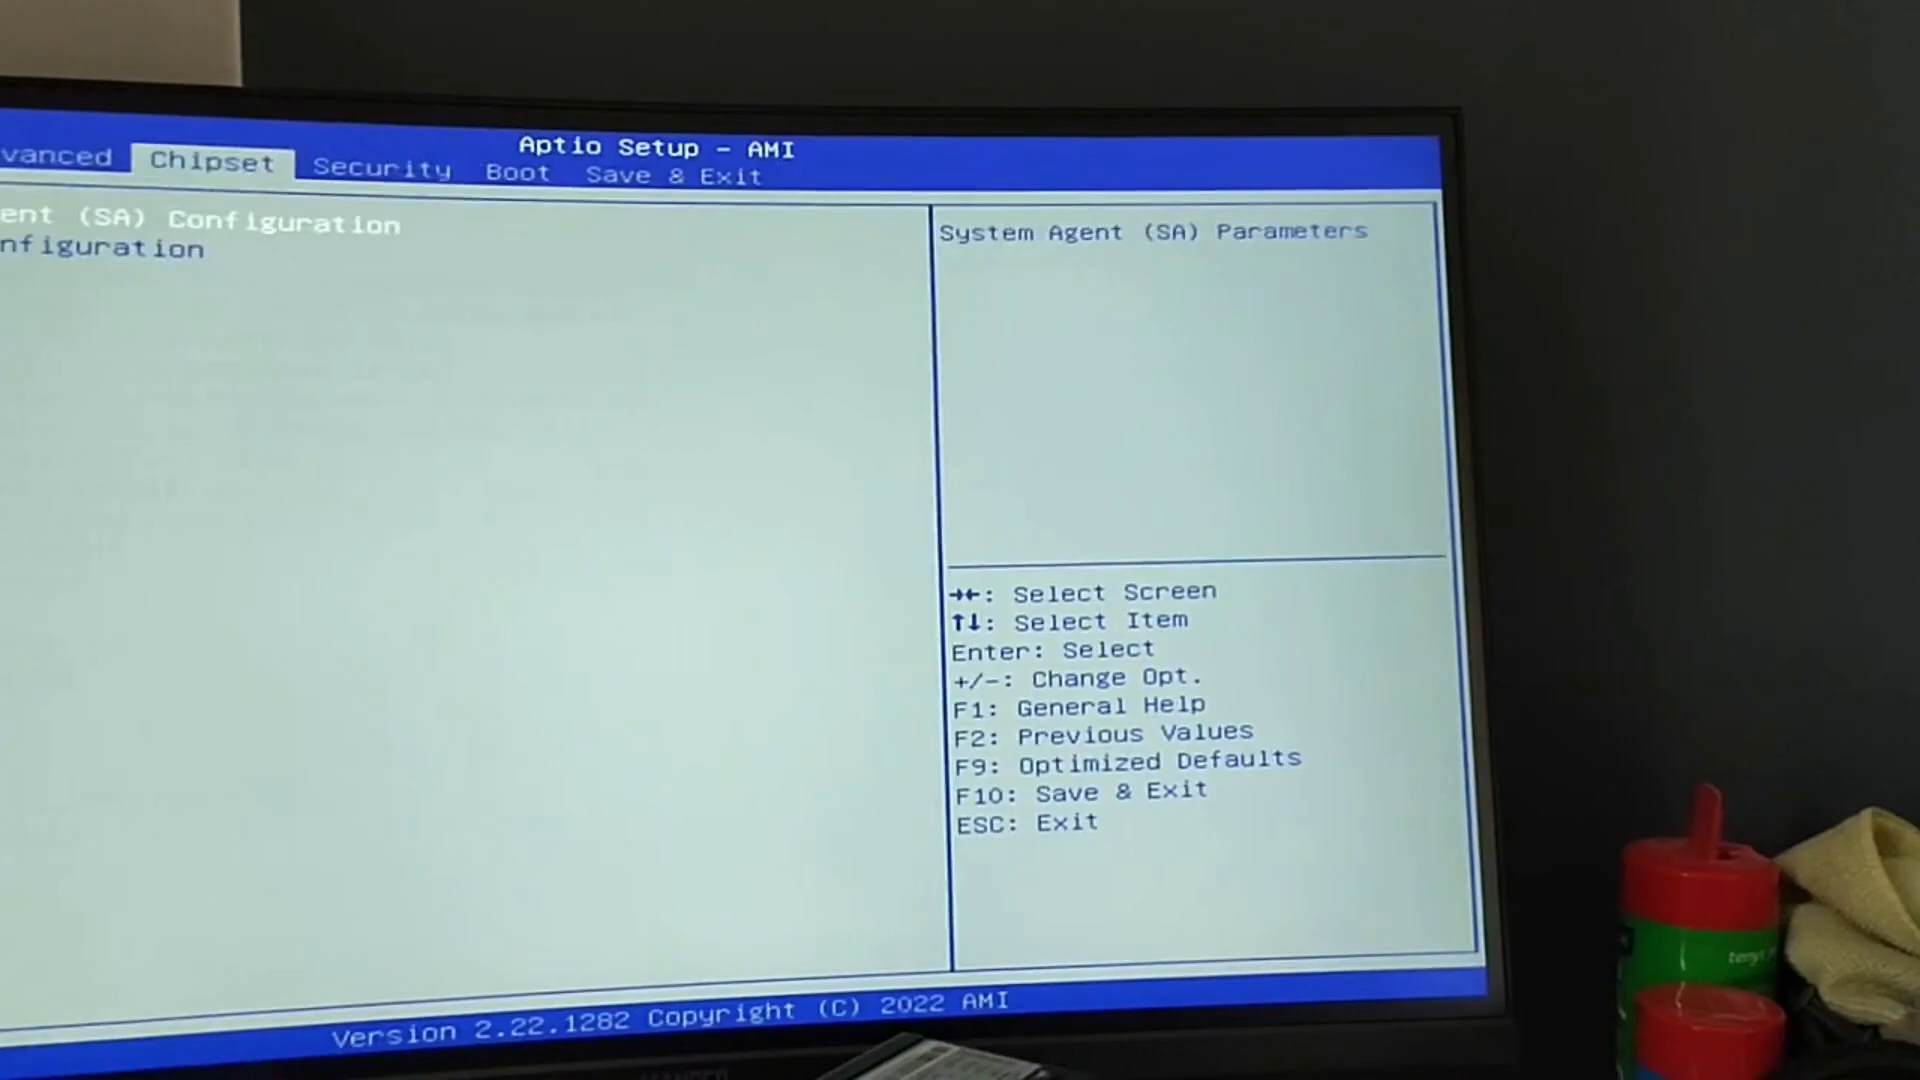 Aptio Setup - AMI
vanced Chipset Security Boot Save & Exit
ent (SA) Configuration
nfiguration
System Agent (SA) Parameters
→←: Select Screen
↑↓: Select Item
Enter: Select
+/-: Change Opt.
F1: General Help
F2: Previous Values
F9: Optimized Defaults
F10: Save & Exit
ESC: Exit
Version 2.22.1282 Copyright (C) 2022 AMI